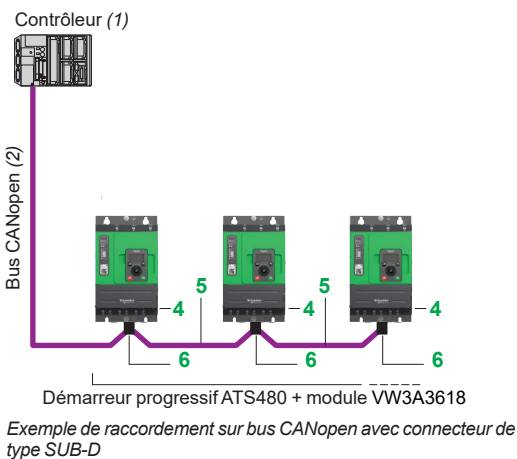 Contrôleur (1)
Bus CANopen (2)
5
5
4
4
4
6
6
6
Démarreur progressif ATS480 + module VW3A3618
Exemple de raccordement sur bus CANopen avec connecteur de
type SUB-D